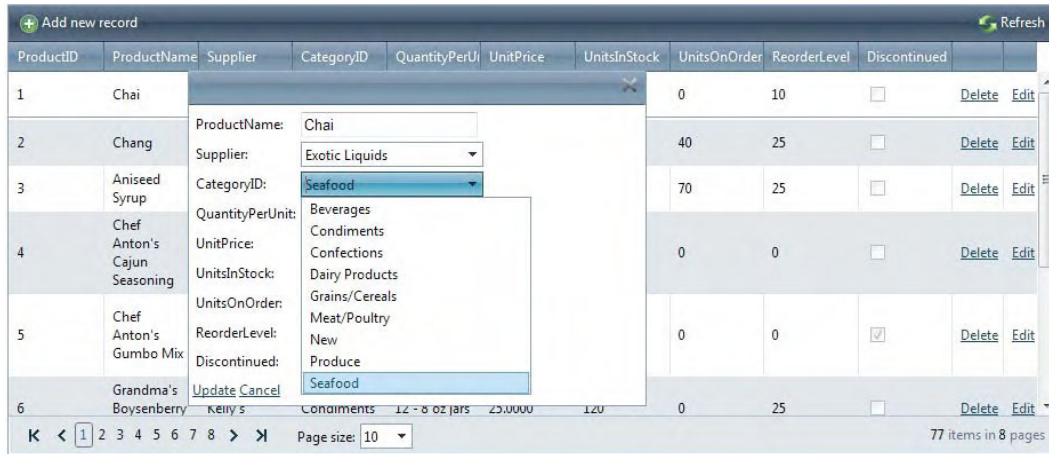 Add new record Refresh
ProductID ProductName Supplier CategoryID QuantityPerU UnitPrice UnitsInStock UnitsOnOrder ReorderLevel Discontinued
1 Chai 0 10 Delete Edit
ProductName: Chai
2 Chang 40 25 Delete Edit
Supplier: Exotic Liquids
3 Aniseed Syrup 70 25 Delete Edit
CategoryID: Seafood
QuantityPerUnit: Beverages
Condiments
4 Chef Anton's Cajun Seasoning 0 0 Delete Edit
UnitPrice: Confections
UnitsInStock: Dairy Products
UnitsOnOrder: Grains/Cereals
Meat/Poultry
5 Chef Anton's Gumbo Mix 0 0 Delete Edit
ReorderLevel: New
Discontinued: Produce
Seafood
Update Cancel
6 Grandma's Boysenberry Kelly's Condiments 12 - 8 oz jars 25.0000 120 0 25 Delete Edit
1 2 3 4 5 6 7 8 Page size: 10 77 items in 8 pages